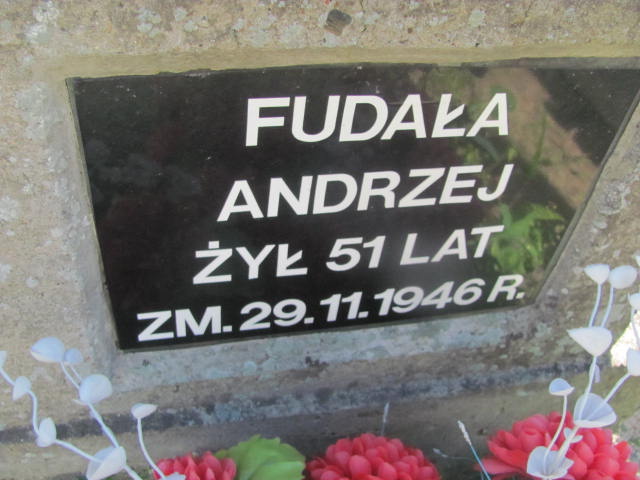 FUDAŁA
ANDRZEJ
ŻYŁ 51 LAT
ZM. 29.11.1946 R.